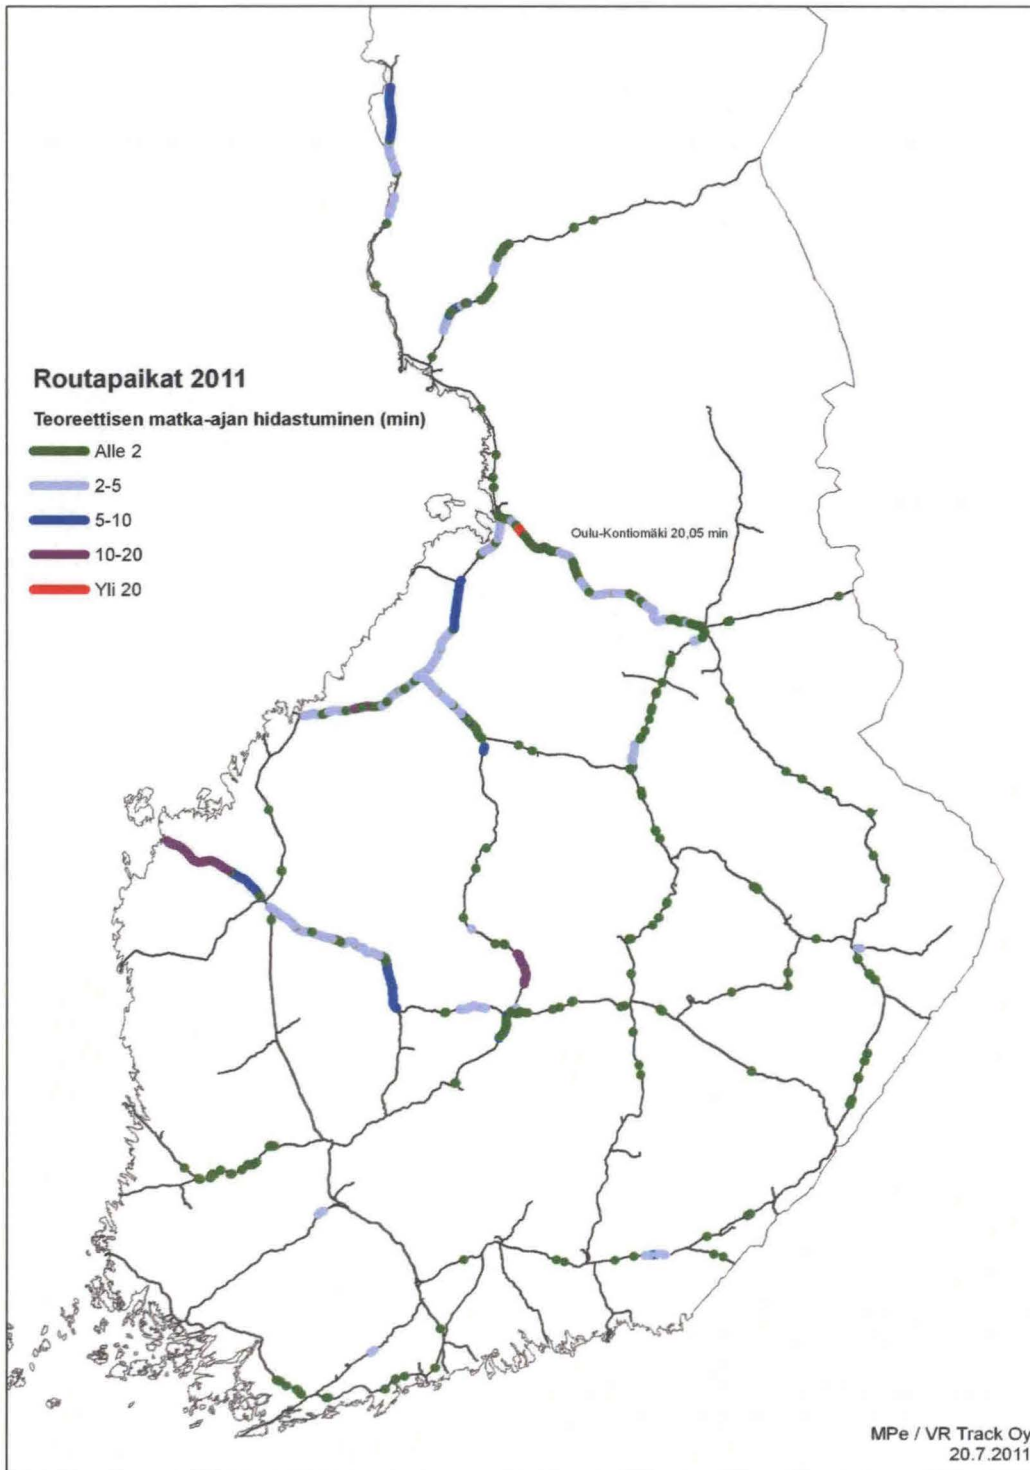 Routapaikat 2011
Teoreettisen matka-ajan hidastuminen (min)
Alle 2
2-5
5-10
10-20
Yli 20
Oulu-Kontiomäki 20,05 min
MPe / VR Track Oy
20.7.2011